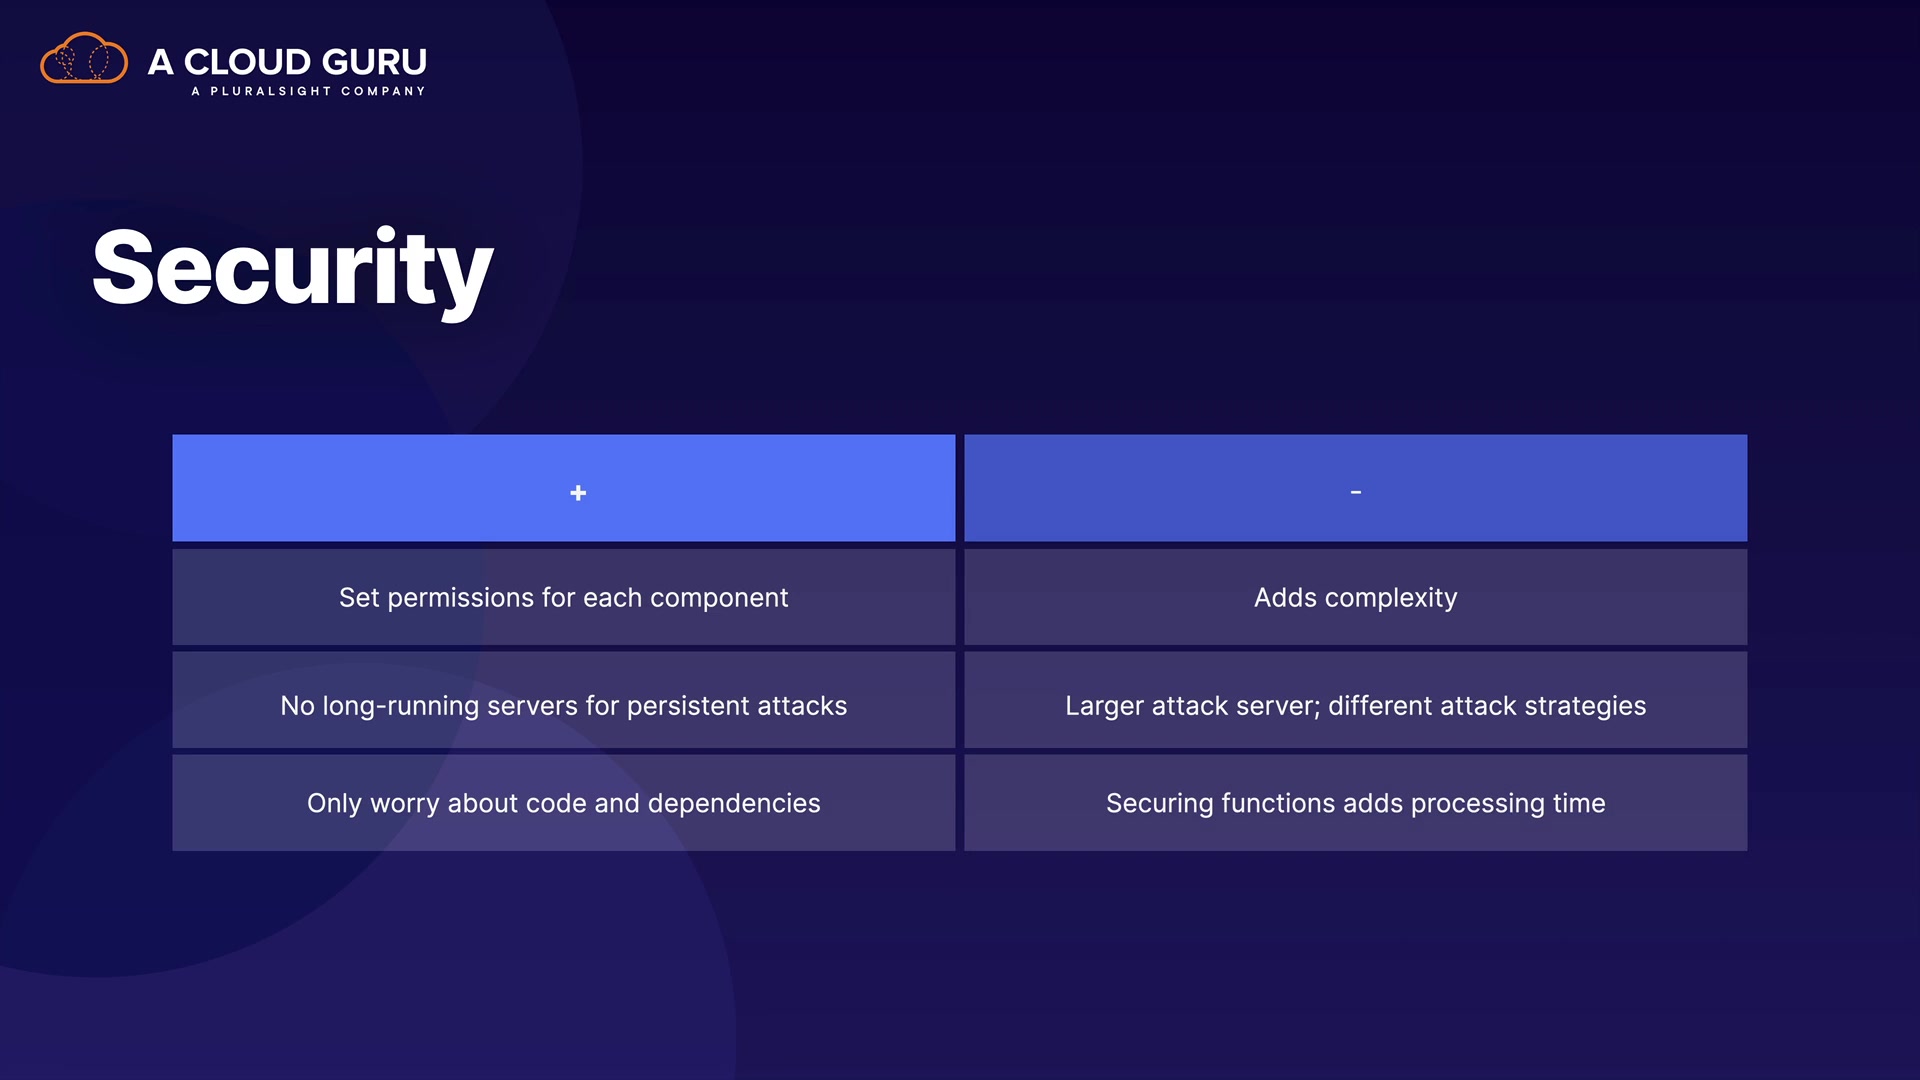 A CLOUD GURU
A PLURALSIGHT COMPANY
Security
+
-
Set permissions for each component
Adds complexity
No long-running servers for persistent attacks
Larger attack server; different attack strategies
Only worry about code and dependencies
Securing functions adds processing time